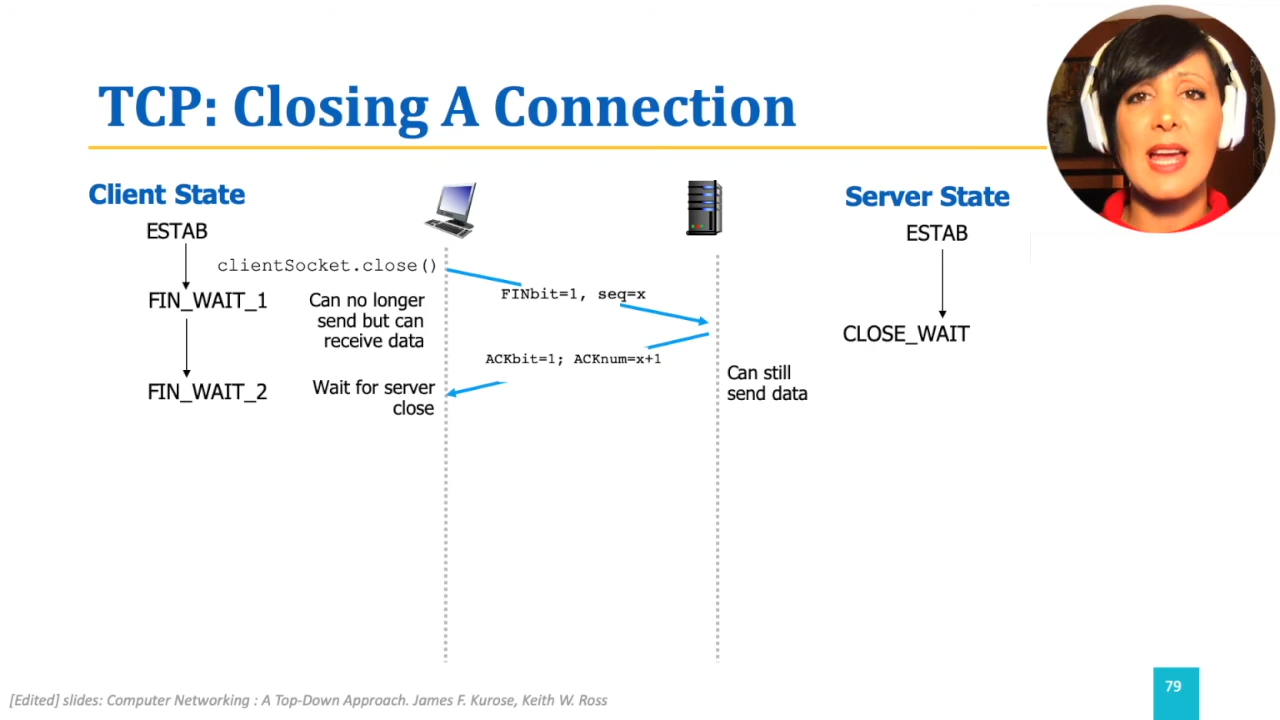 TCP: Closing A Connection
Client State
Server State
ESTAB
ESTAB
clientSocket.close()
FINbit=1, seq=x
FIN_WAIT_1
Can no longer
send but can
receive data
CLOSE_WAIT
ACKbit=1; ACKnum=x+1
Can still
send data
FIN_WAIT_2
Wait for server
close
79
[Edited] slides: Computer Networking : A Top-Down Approach. James F. Kurose, Keith W. Ross